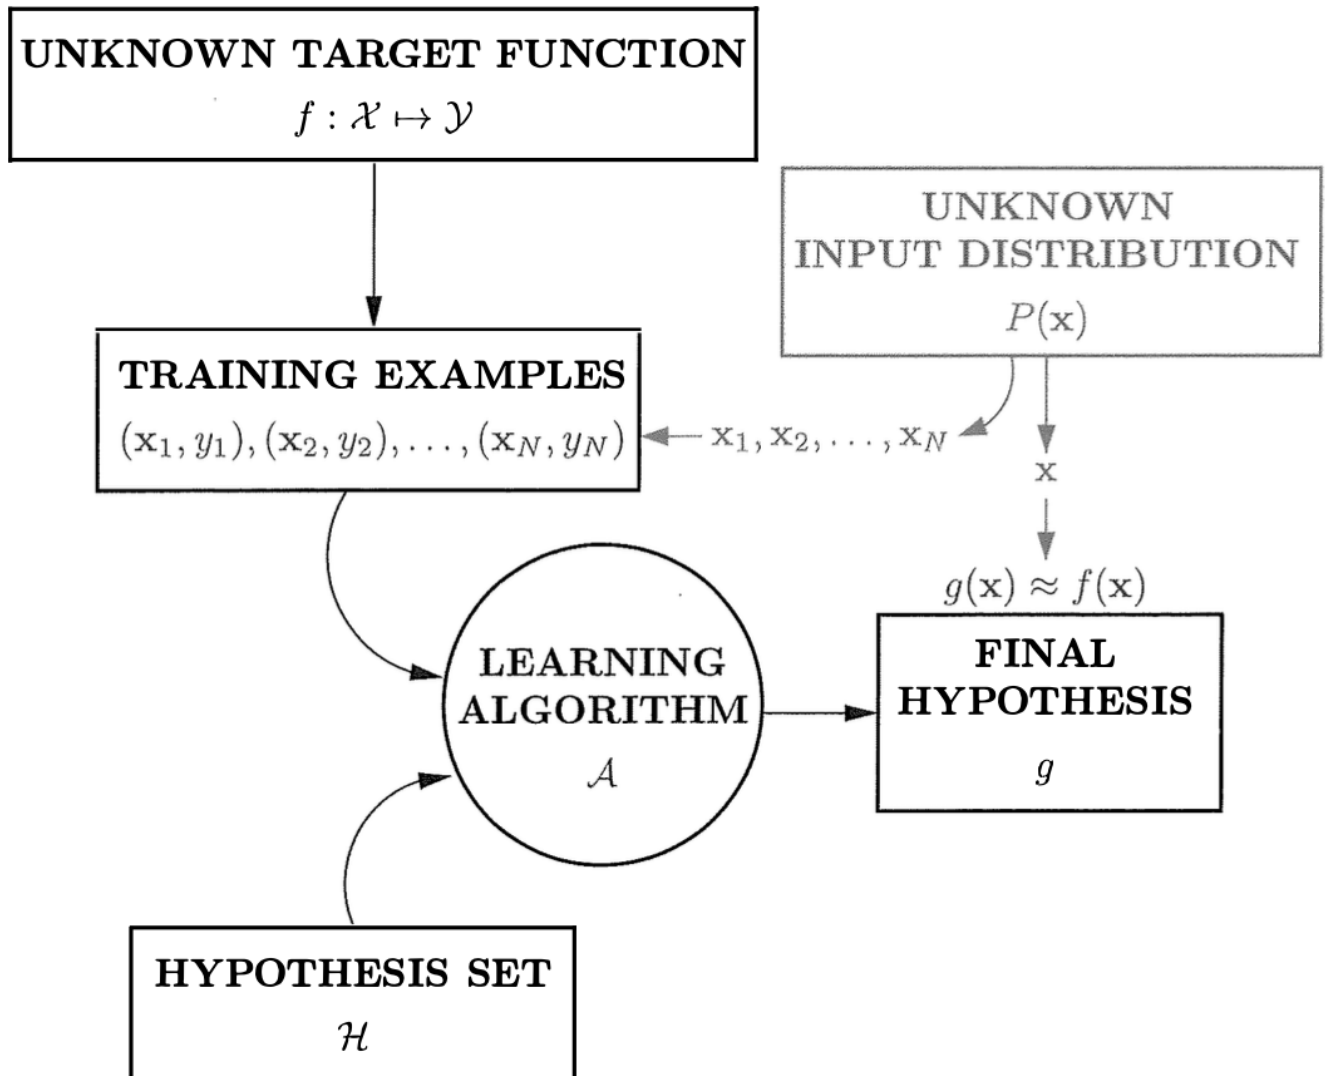 UNKNOWN TARGET FUNCTION
f : 𝒳 ↦ 𝒴
UNKNOWN
INPUT DISTRIBUTION
P(x)
TRAINING EXAMPLES
(x₁, y₁), (x₂, y₂), . . . , (x_N, y_N)
x₁, x₂, . . . , x_N
x
g(x) ≈ f(x)
LEARNING
ALGORITHM
𝒜
FINAL
HYPOTHESIS
g
HYPOTHESIS SET
ℋ